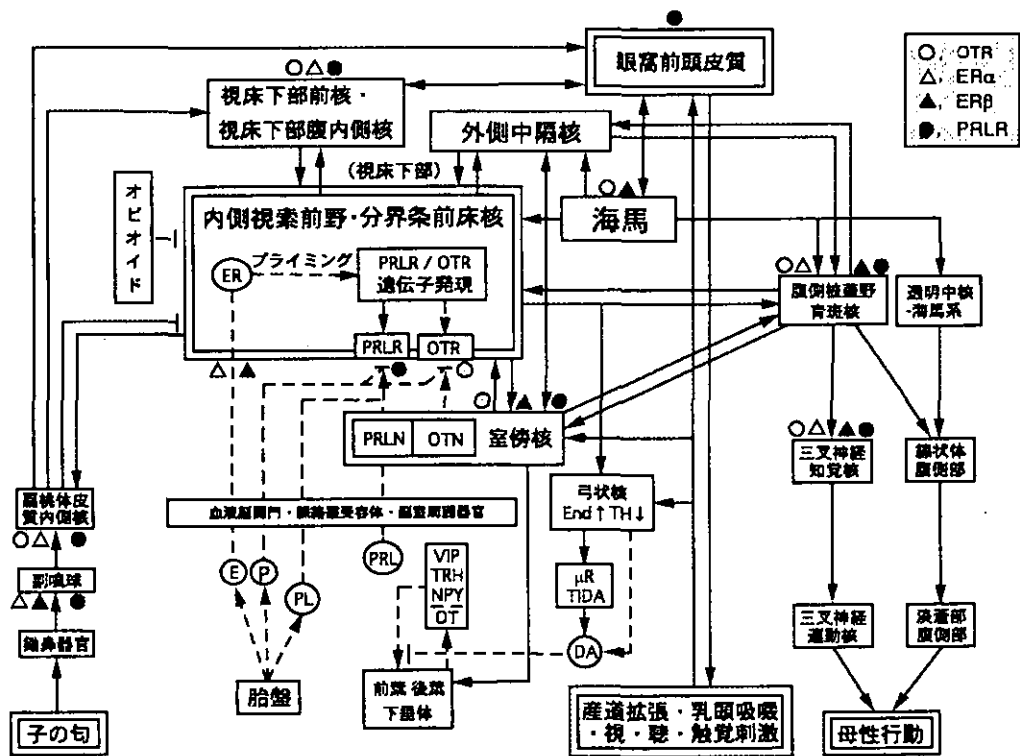 眼窩前頭皮質
○, OTR
△, ERα
▲, ERβ
●, PRLR
視床下部前核・
視床下部腹内側核
外側中隔核
(視床下部)
オピオイド
内側視索前野・分界条前床核
海馬
ER
プライミング
PRLR / OTR
遺伝子発現
腹側被蓋野
青斑核
透明中核
-海馬系
PRLR
OTR
PRLN
OTN
室傍核
三叉神経
知覚核
線状体
腹側部
扁桃体皮
質内側核
弓状核
End↑TH↓
血液脳関門・脈絡叢受容体・脳室周囲器官
E
P
PL
PRL
VIP
TRH
NPY
OT
μR
TIDA
副嗅球
鋤鼻器官
三叉神経
運動核
淡蒼部
腹側部
DA
胎盤
前葉 後葉
下垂体
産道拡張・乳頭吸啜
・視・聴・触覚刺激
子の匂
母性行動